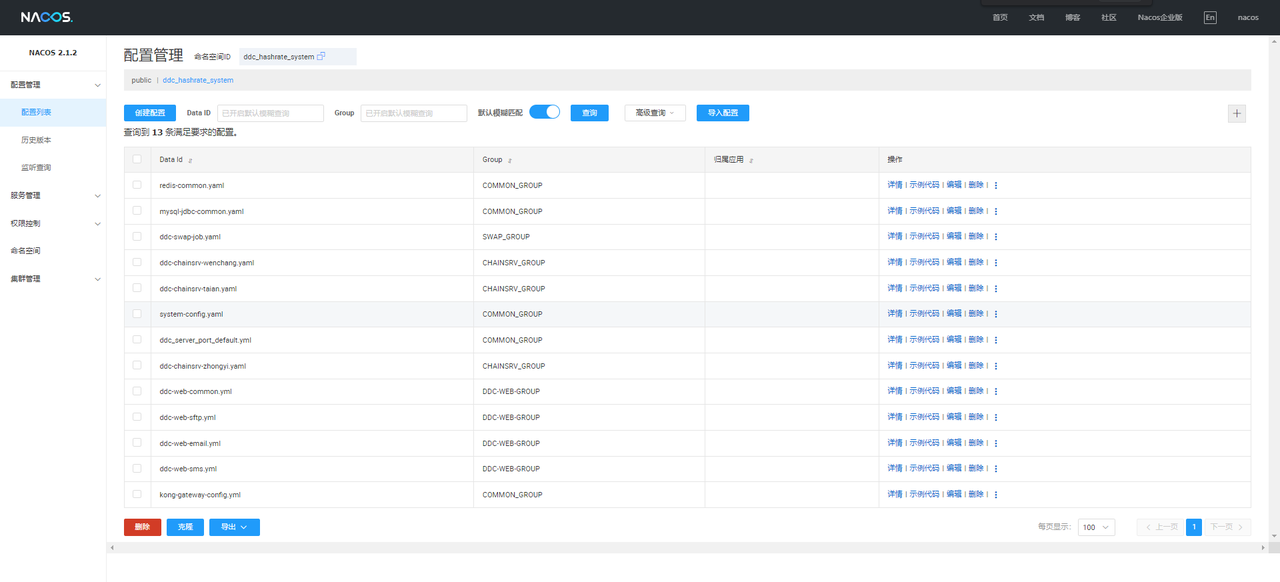 NACOS.
首页 文档 博客 社区 Nacos企业版 En nacos
NACOS 2.1.2
配置管理
配置列表
历史版本
监听查询
服务管理
权限控制
命名空间
集群管理
配置管理 命名空间ID ddc_hashrate_system
public | ddc_hashrate_system
创建配置 Data ID 已开启默认模糊查询 Group 已开启默认模糊查询 默认模糊匹配 查询 高级查询 导入配置
查询到 13 条满足要求的配置。
Data Id Group 归属应用 操作
redis-common.yaml COMMON_GROUP 详情 | 示例代码 | 编辑 | 删除 |
mysql-jdbc-common.yaml COMMON_GROUP 详情 | 示例代码 | 编辑 | 删除 |
ddc-swap-job.yaml SWAP_GROUP 详情 | 示例代码 | 编辑 | 删除 |
ddc-chainsrv-wenchang.yaml CHAINSRV_GROUP 详情 | 示例代码 | 编辑 | 删除 |
ddc-chainsrv-taian.yaml CHAINSRV_GROUP 详情 | 示例代码 | 编辑 | 删除 |
system-config.yaml COMMON_GROUP 详情 | 示例代码 | 编辑 | 删除 |
ddc_server_port_default.yml COMMON_GROUP 详情 | 示例代码 | 编辑 | 删除 |
ddc-chainsrv-zhongyi.yaml CHAINSRV_GROUP 详情 | 示例代码 | 编辑 | 删除 |
ddc-web-common.yml DDC-WEB-GROUP 详情 | 示例代码 | 编辑 | 删除 |
ddc-web-sftp.yml DDC-WEB-GROUP 详情 | 示例代码 | 编辑 | 删除 |
ddc-web-email.yml DDC-WEB-GROUP 详情 | 示例代码 | 编辑 | 删除 |
ddc-web-sms.yml DDC-WEB-GROUP 详情 | 示例代码 | 编辑 | 删除 |
kong-gateway-config.yml COMMON_GROUP 详情 | 示例代码 | 编辑 | 删除 |
删除 克隆 导出 每页显示: 100 上一页 1 下一页